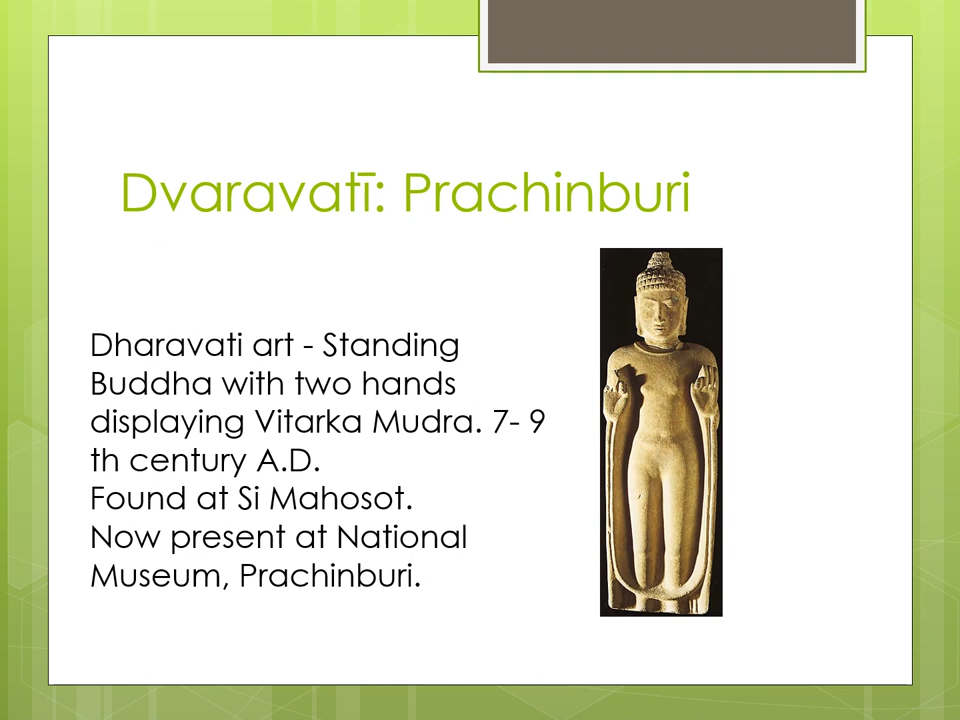 Dvaravatī: Prachinburi
Dharavati art - Standing
Buddha with two hands
displaying Vitarka Mudra. 7- 9
th century A.D.
Found at Si Mahosot.
Now present at National
Museum, Prachinburi.